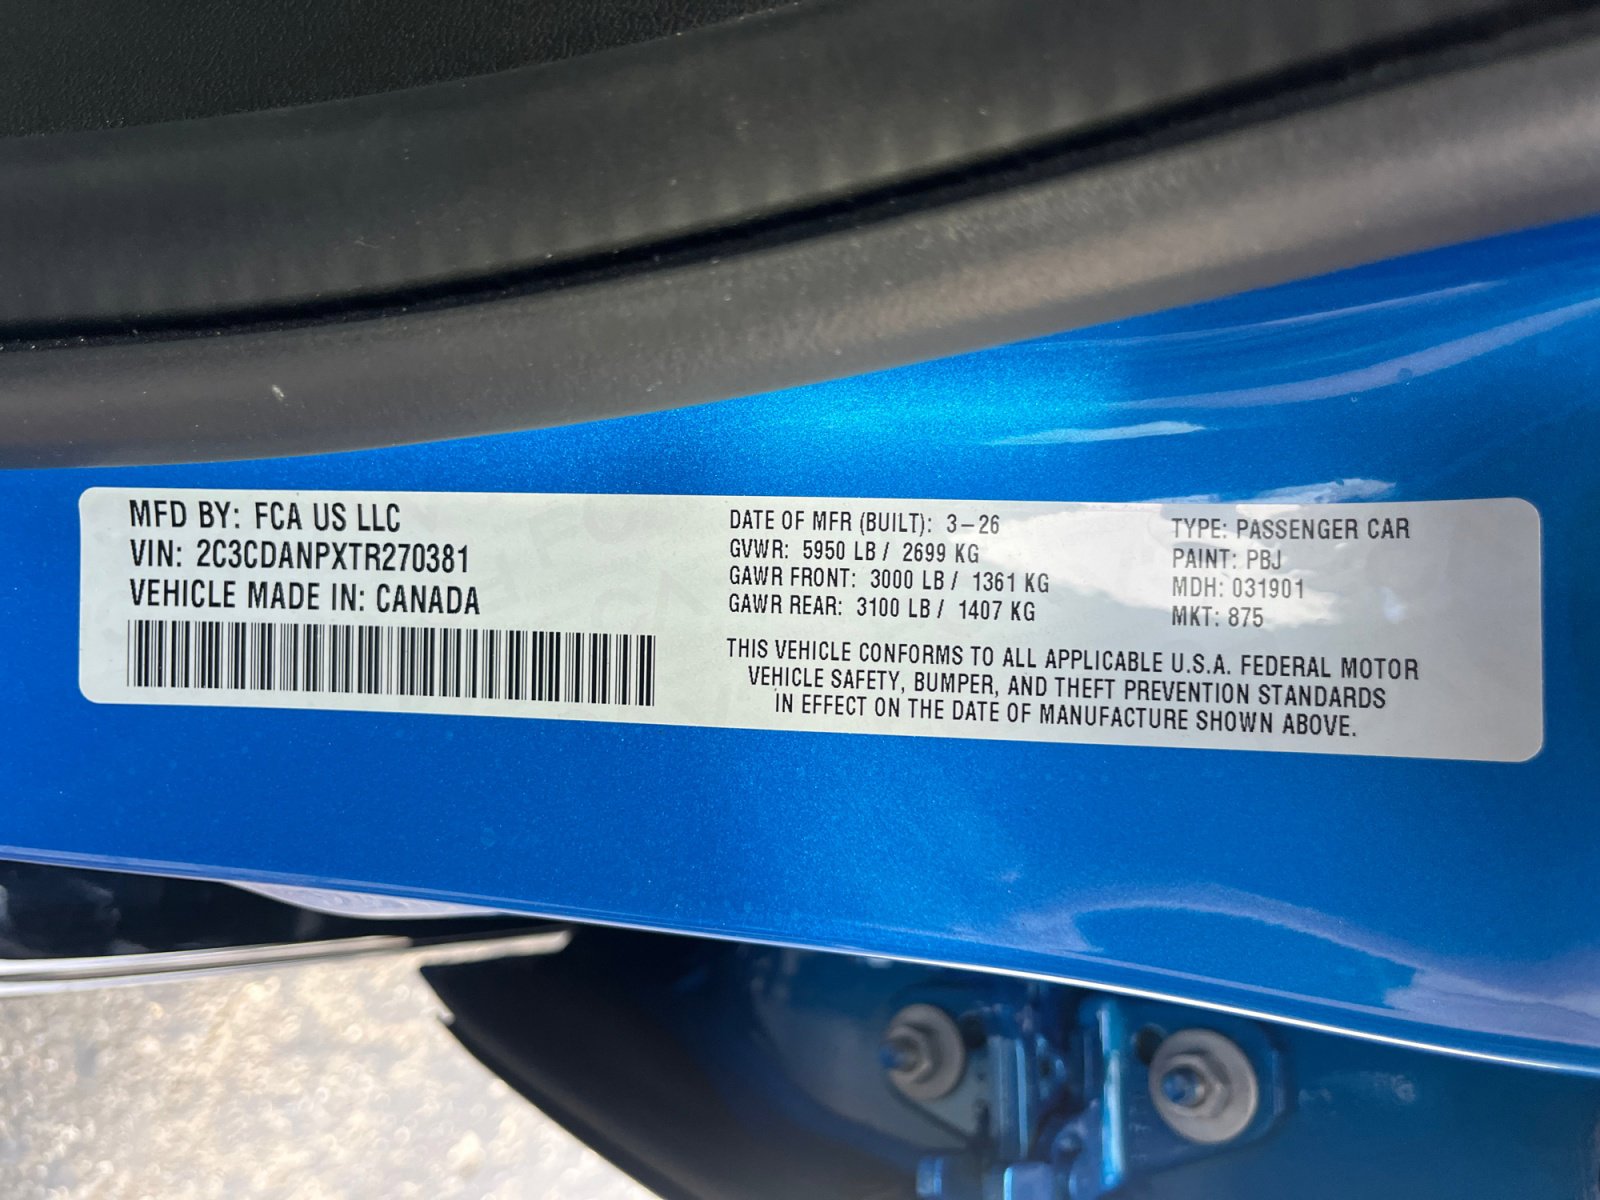 MFD BY: FCA US LLC
VIN: 2C3CDANPXTR270381
VEHICLE MADE IN: CANADA
DATE OF MFR (BUILT): 3-26
GVWR: 5950 LB / 2699 KG
GAWR FRONT: 3000 LB / 1361 KG
GAWR REAR: 3100 LB / 1407 KG
TYPE: PASSENGER CAR
PAINT: PBJ
MDH: 031901
MKT: 875
THIS VEHICLE CONFORMS TO ALL APPLICABLE U.S.A. FEDERAL MOTOR
VEHICLE SAFETY, BUMPER, AND THEFT PREVENTION STANDARDS
IN EFFECT ON THE DATE OF MANUFACTURE SHOWN ABOVE.